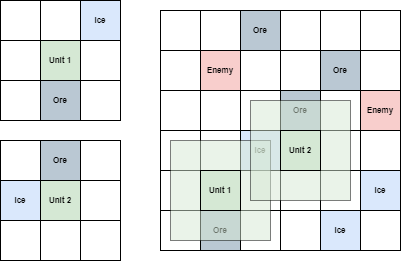 Ice
Unit 1
Ore
Ore
Ice Unit 2
Ore
Enemy Ore
Ore Enemy
Ice Unit 2
Unit 1 Ice
Ore Ice